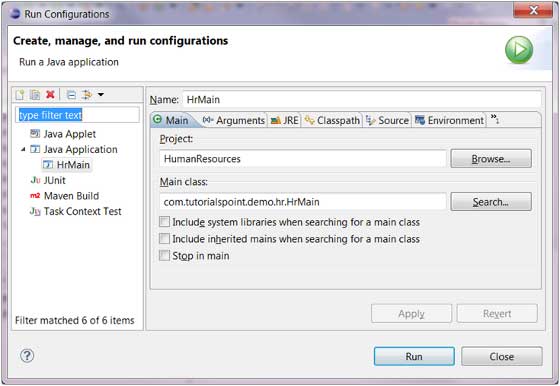 Run Configurations
Create, manage, and run configurations
Run a Java application
type filter text
Java Applet
Java Application
HrMain
JUnit
Maven Build
Task Context Test
Filter matched 6 of 6 items
Name: HrMain
Main (x)= Arguments JRE Classpath Source Environment »1
Project:
HumanResources Browse...
Main class:
com.tutorialspoint.demo.hr.HrMain Search...
Include system libraries when searching for a main class
Include inherited mains when searching for a main class
Stop in main
Apply Revert
Run Close